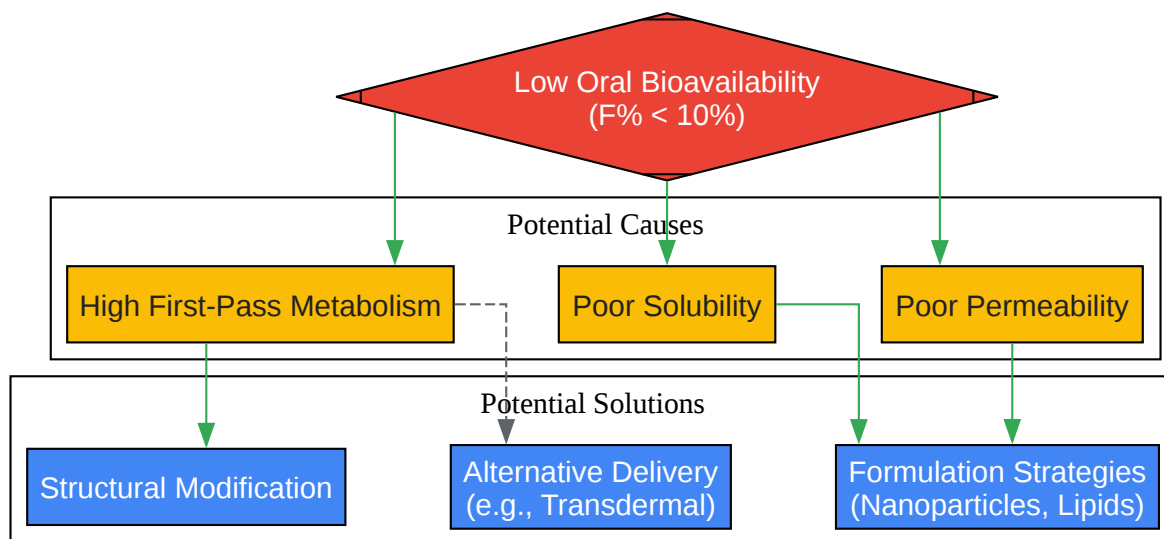 Low Oral Bioavailability
(F% < 10%)
Potential Causes
High First-Pass Metabolism
Poor Solubility
Poor Permeability
Potential Solutions
Structural Modification
Alternative Delivery
(e.g., Transdermal)
Formulation Strategies
(Nanoparticles, Lipids)